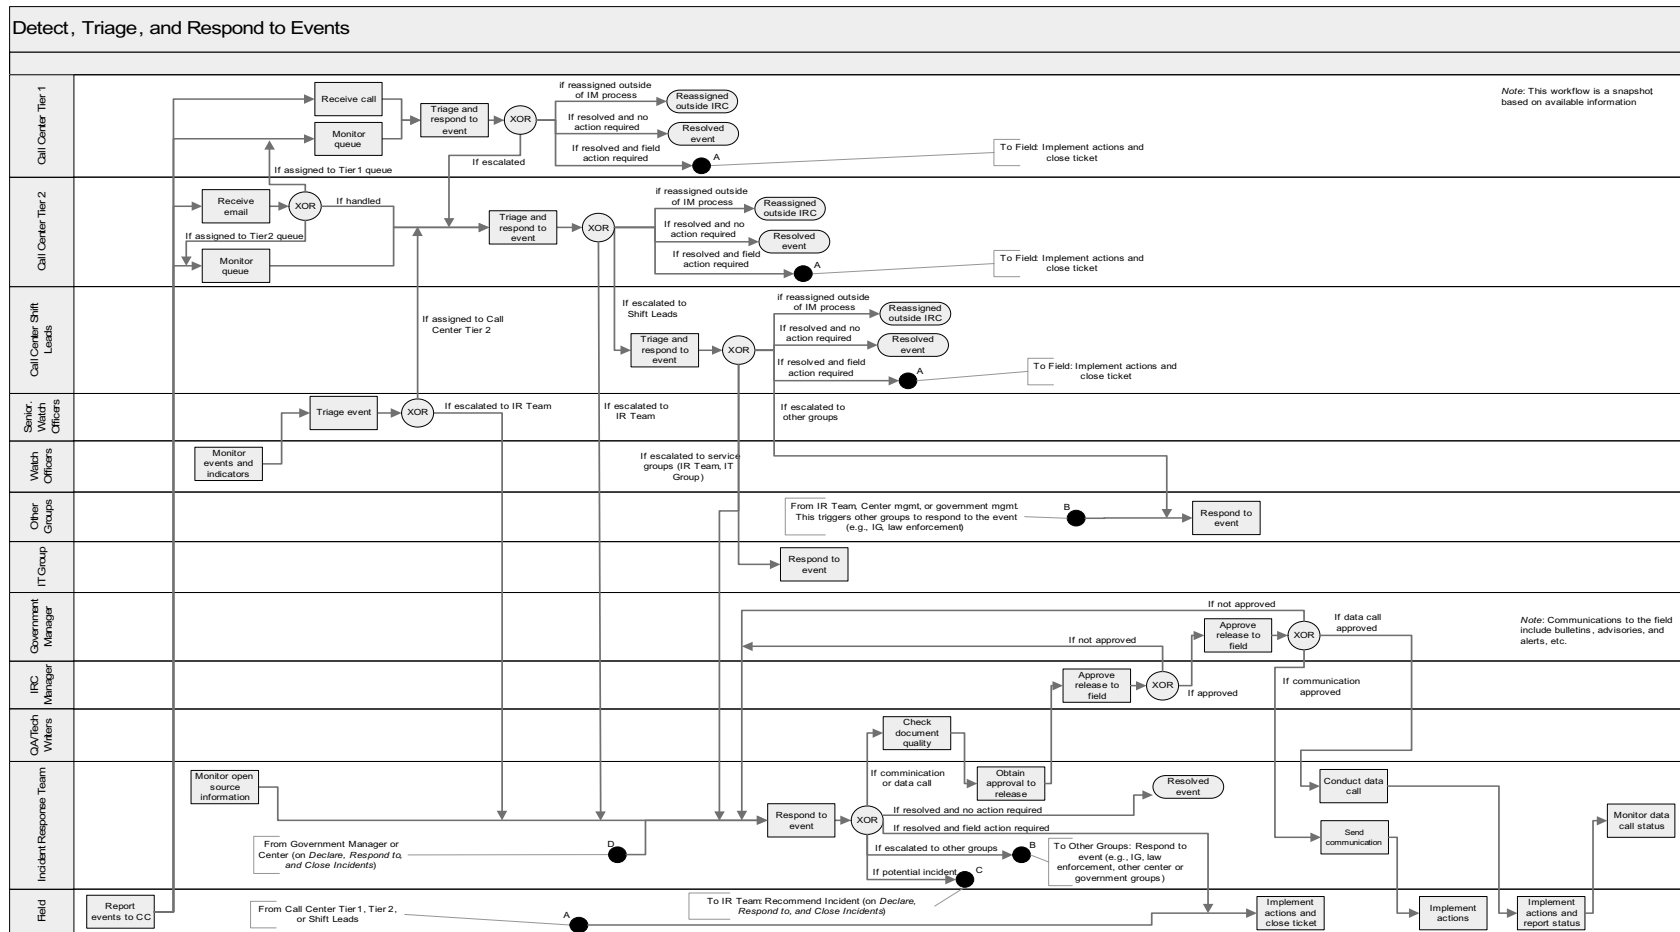 Detect, Triage, and Respond to Events
Call Center Tier 1
Receive call
Monitor
queue
Triage and
respond to
event
XOR
if reassigned outside
of IM process
Reassigned
outside IRC
If resolved and no
action required
Resolved
event
If resolved and field
action required
A
To Field: Implement actions and
close ticket
If escalated
If assigned to Tier1 queue
Note: This workflow is a snapshot
based on available information
Call Center Tier 2
Receive
email
XOR
If handled
If assigned to Tier2 queue
Monitor
queue
Triage and
respond to
event
XOR
if reassigned outside
of IM process
Reassigned
outside IRC
If resolved and no
action required
Resolved
event
If resolved and field
action required
A
To Field: Implement actions and
close ticket
Call Center Shift
Leads
If assigned to Call
Center Tier 2
If escalated to
Shift Leads
Triage and
respond to
event
XOR
if reassigned outside
of IM process
Reassigned
outside IRC
If resolved and no
action required
Resolved
event
If resolved and field
action required
A
To Field: Implement actions and
close ticket
Senior.
Watch
Officers
Triage event
XOR
If escalated to IR Team
If escalated to
IR Team
If escalated to
other groups
Watch
Officers
Monitor
events and
indicators
If escalated to service
groups (IR Team, IT
Group)
Other
Groups
From IR Team, Center mgmt, or government mgmt.
This triggers other groups to respond to the event
(e.g., IG, law enforcement)
B
Respond to
event
IT Group
Respond to
event
Government
Manager
If not approved
If not approved
Approve
release to
field
XOR
If data call
approved
Note: Communications to the field
include bulletins, advisories, and
alerts, etc.
IRC
Manager
Approve
release to
field
XOR
If approved
If communication
approved
QA/Tech
Writers
Check
document
quality
Incident Response Team
Monitor open
source
information
From Government Manager or
Center (on Declare, Respond to,
and Close Incidents)
D
Respond to
event
XOR
If comminication
or data call
Obtain
approval to
release
If resolved and no action required
Resolved
event
If resolved and field action required
If escalated to other groups
B
To Other Groups: Respond to
event (e.g., IG, law
enforcement, other center or
government groups)
If potential incident
C
Conduct data
call
Send
communication
Monitor data
call status
Field
Report
events to CC
From Call Center Tier 1, Tier 2,
or Shift Leads
A
To IR Team: Recommend Incident (on Declare,
Respond to, and Close Incidents)
Implement
actions and
close ticket
Implement
actions
Implement
actions and
report status